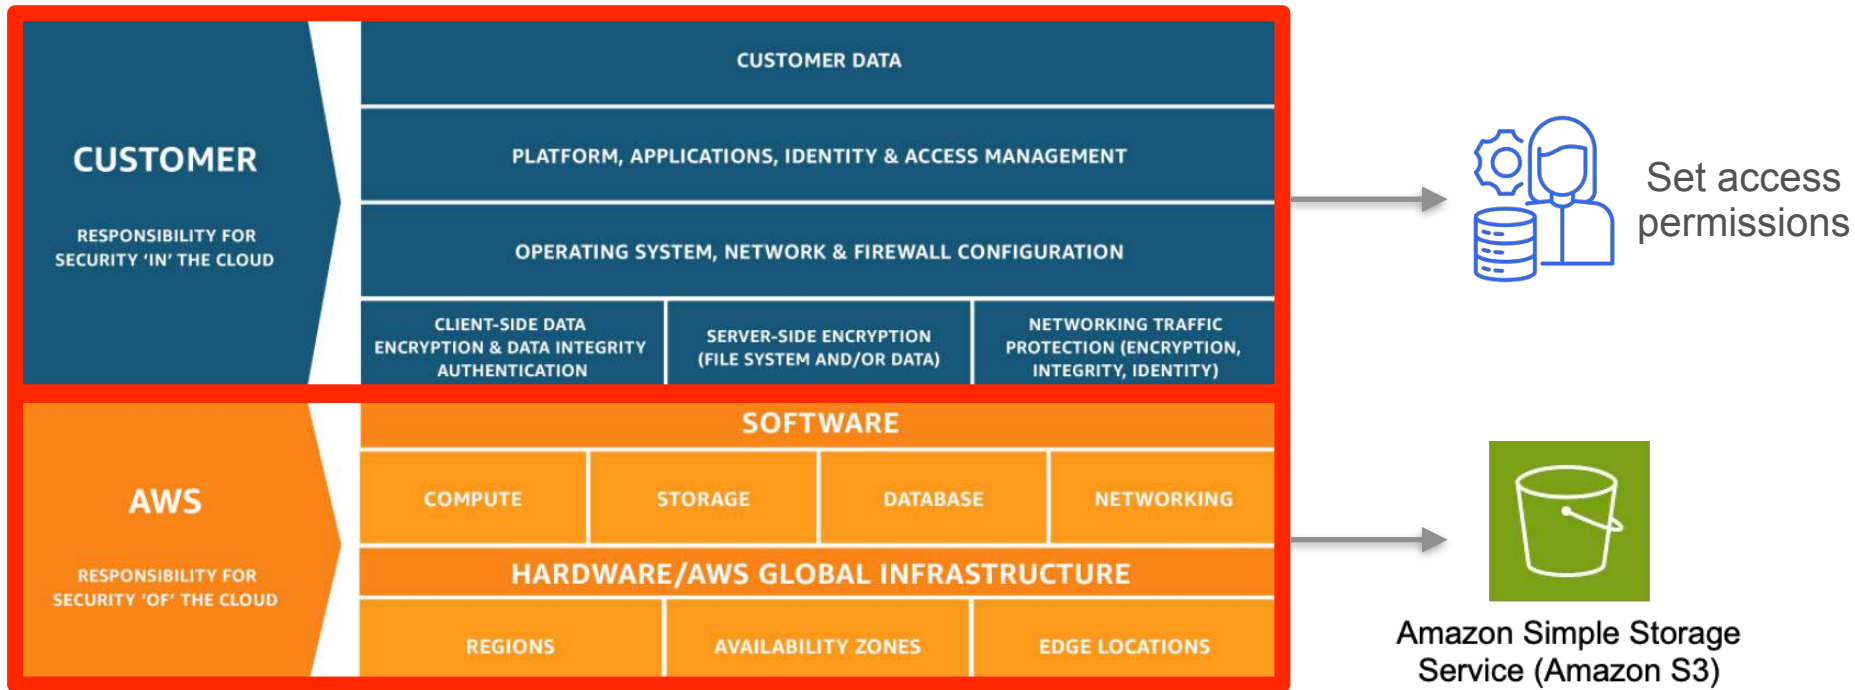 CUSTOMER
RESPONSIBILITY FOR
SECURITY ‘IN’ THE CLOUD
CUSTOMER DATA
PLATFORM, APPLICATIONS, IDENTITY & ACCESS MANAGEMENT
OPERATING SYSTEM, NETWORK & FIREWALL CONFIGURATION
CLIENT-SIDE DATA
ENCRYPTION & DATA INTEGRITY
AUTHENTICATION
SERVER-SIDE ENCRYPTION
(FILE SYSTEM AND/OR DATA)
NETWORKING TRAFFIC
PROTECTION (ENCRYPTION,
INTEGRITY, IDENTITY)
Set access
permissions
AWS
RESPONSIBILITY FOR
SECURITY ‘OF’ THE CLOUD
SOFTWARE
COMPUTE
STORAGE
DATABASE
NETWORKING
HARDWARE/AWS GLOBAL INFRASTRUCTURE
REGIONS
AVAILABILITY ZONES
EDGE LOCATIONS
Amazon Simple Storage
Service (Amazon S3)